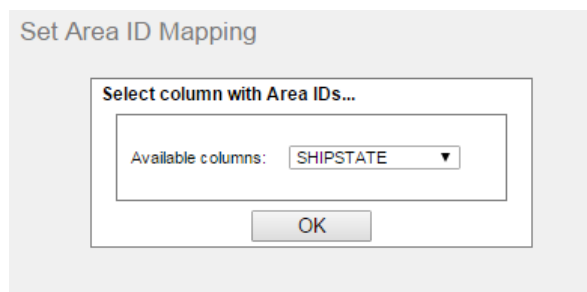 Set Area ID Mapping
Select column with Area IDs...
Available columns: SHIPSTATE
OK